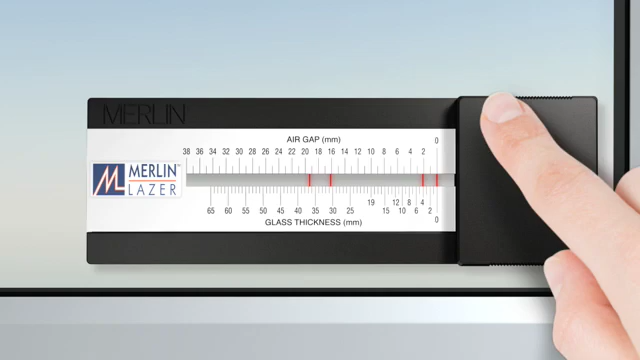 MERLIN
AIR GAP (mm)
38 36 34 32 30 28 26 24 22 20 18 16 14 12 10 8 6 4 2 0
MERLIN™
LAZER
65 60 55 50 45 40 35 30 25 19 15 12 10 8 6 4 2 0
GLASS THICKNESS (mm)